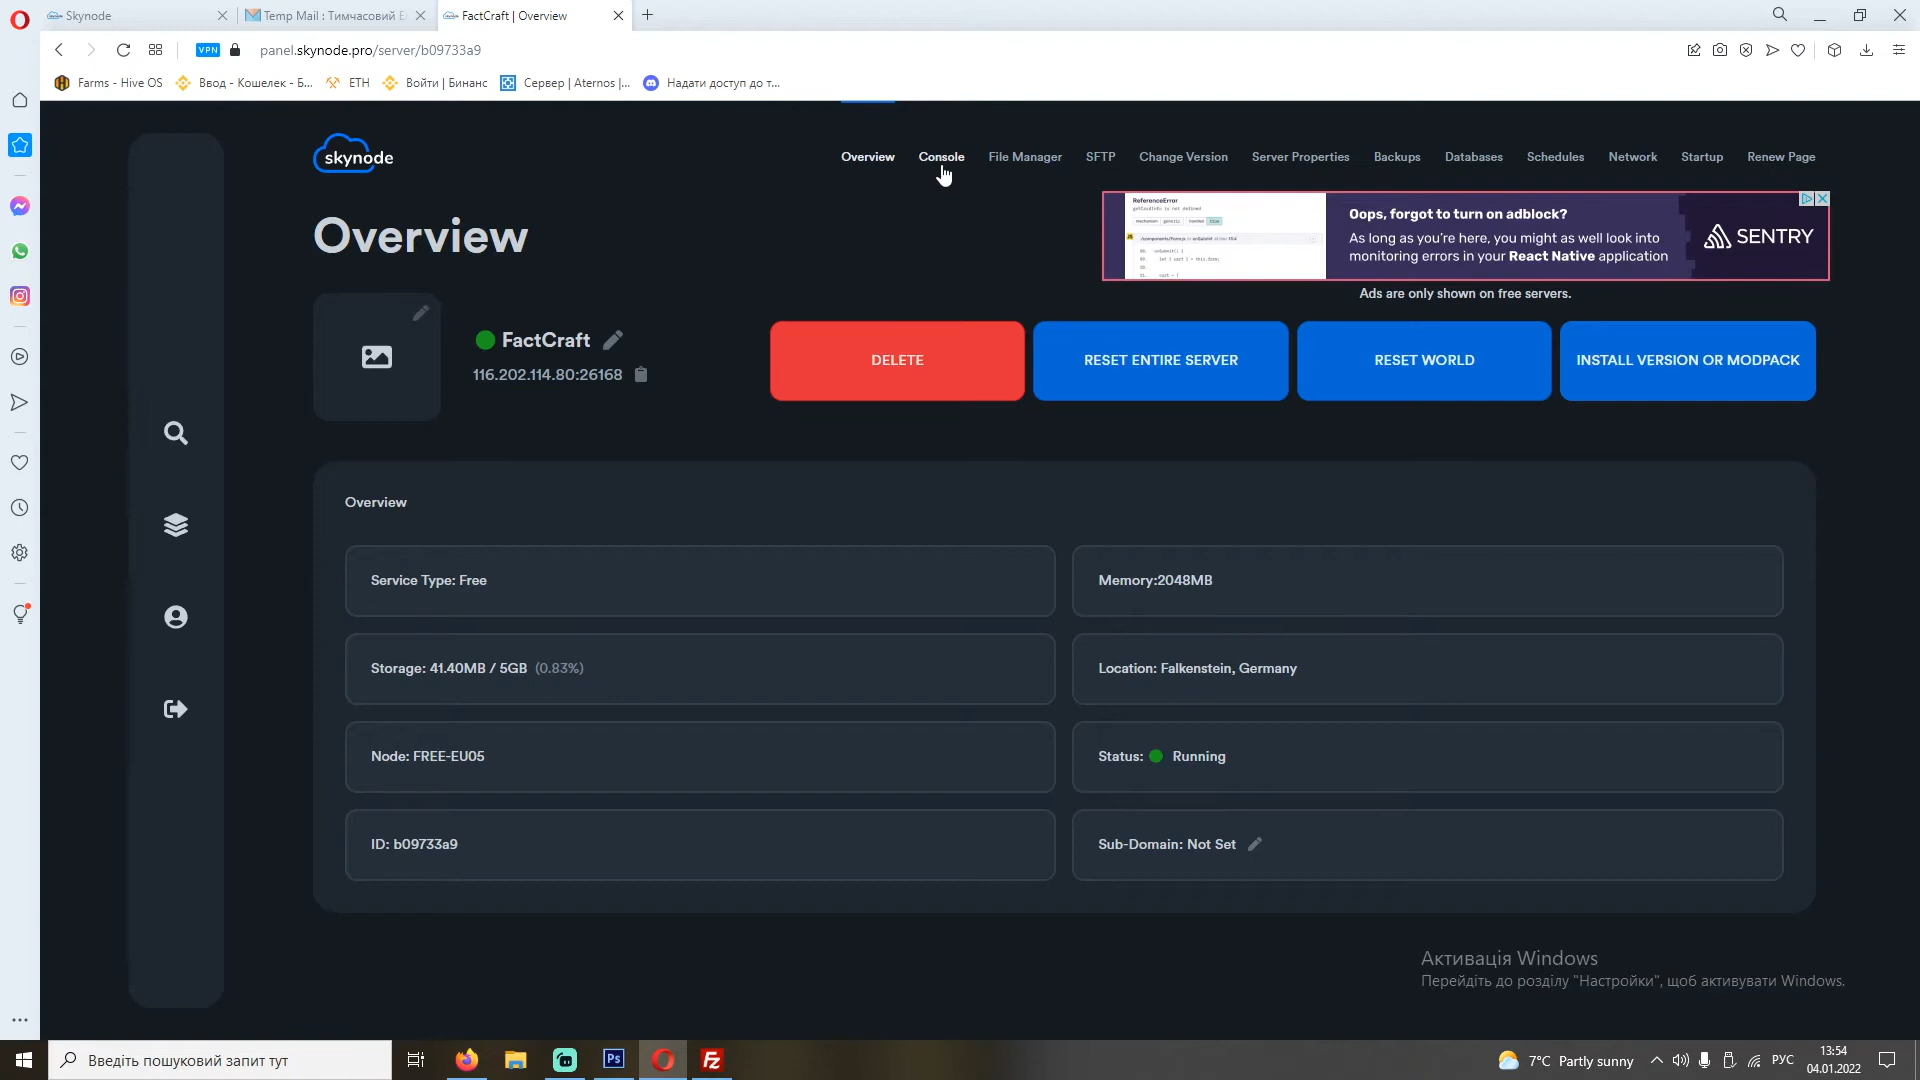 Skynode
Temp Mail : Тимчасовий E
FactCraft | Overview
VPN
panel.skynode.pro/server/b09733a9
Farms - Hive OS
Ввод - Кошелек - Б...
ETH
Войти | Бинанс
Сервер | Aternos |...
Надати доступ до т...
skynode
Overview
Console
File Manager
SFTP
Change Version
Server Properties
Backups
Databases
Schedules
Network
Startup
Renew Page
Overview
ReferenceError
Oops, forgot to turn on adblock?
As long as you're here, you might as well look into
monitoring errors in your React Native application
SENTRY
Ads are only shown on free servers.
FactCraft
116.202.114.80:26168
DELETE
RESET ENTIRE SERVER
RESET WORLD
INSTALL VERSION OR MODPACK
Overview
Service Type: Free
Memory:2048MB
Storage: 41.40MB / 5GB (0.83%)
Location: Falkenstein, Germany
Node: FREE-EU05
Status: Running
ID: b09733a9
Sub-Domain: Not Set
Активація Windows
Перейдіть до розділу "Настройки", щоб активувати Windows.
Введіть пошуковий запит тут
Ps
Fz
7°C Partly sunny
РУС
13:54
04.01.2022